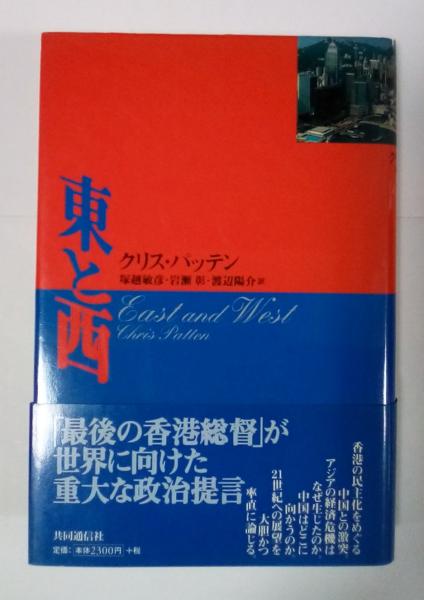 東と西
クリス・パッテン
塚越敏彦・岩瀬 彰・渡辺陽介 訳
East and West
Chris Patten
「最後の香港総督」が
世界に向けた
重大な政治提言
香港の民主化をめぐる
中国との激突
アジアの経済危機は
なぜ生じたのか
中国はどこに
向かうのか
21世紀への展望を
大胆かつ
率直に論じる。
共同通信社
定価：本体2300円 +税